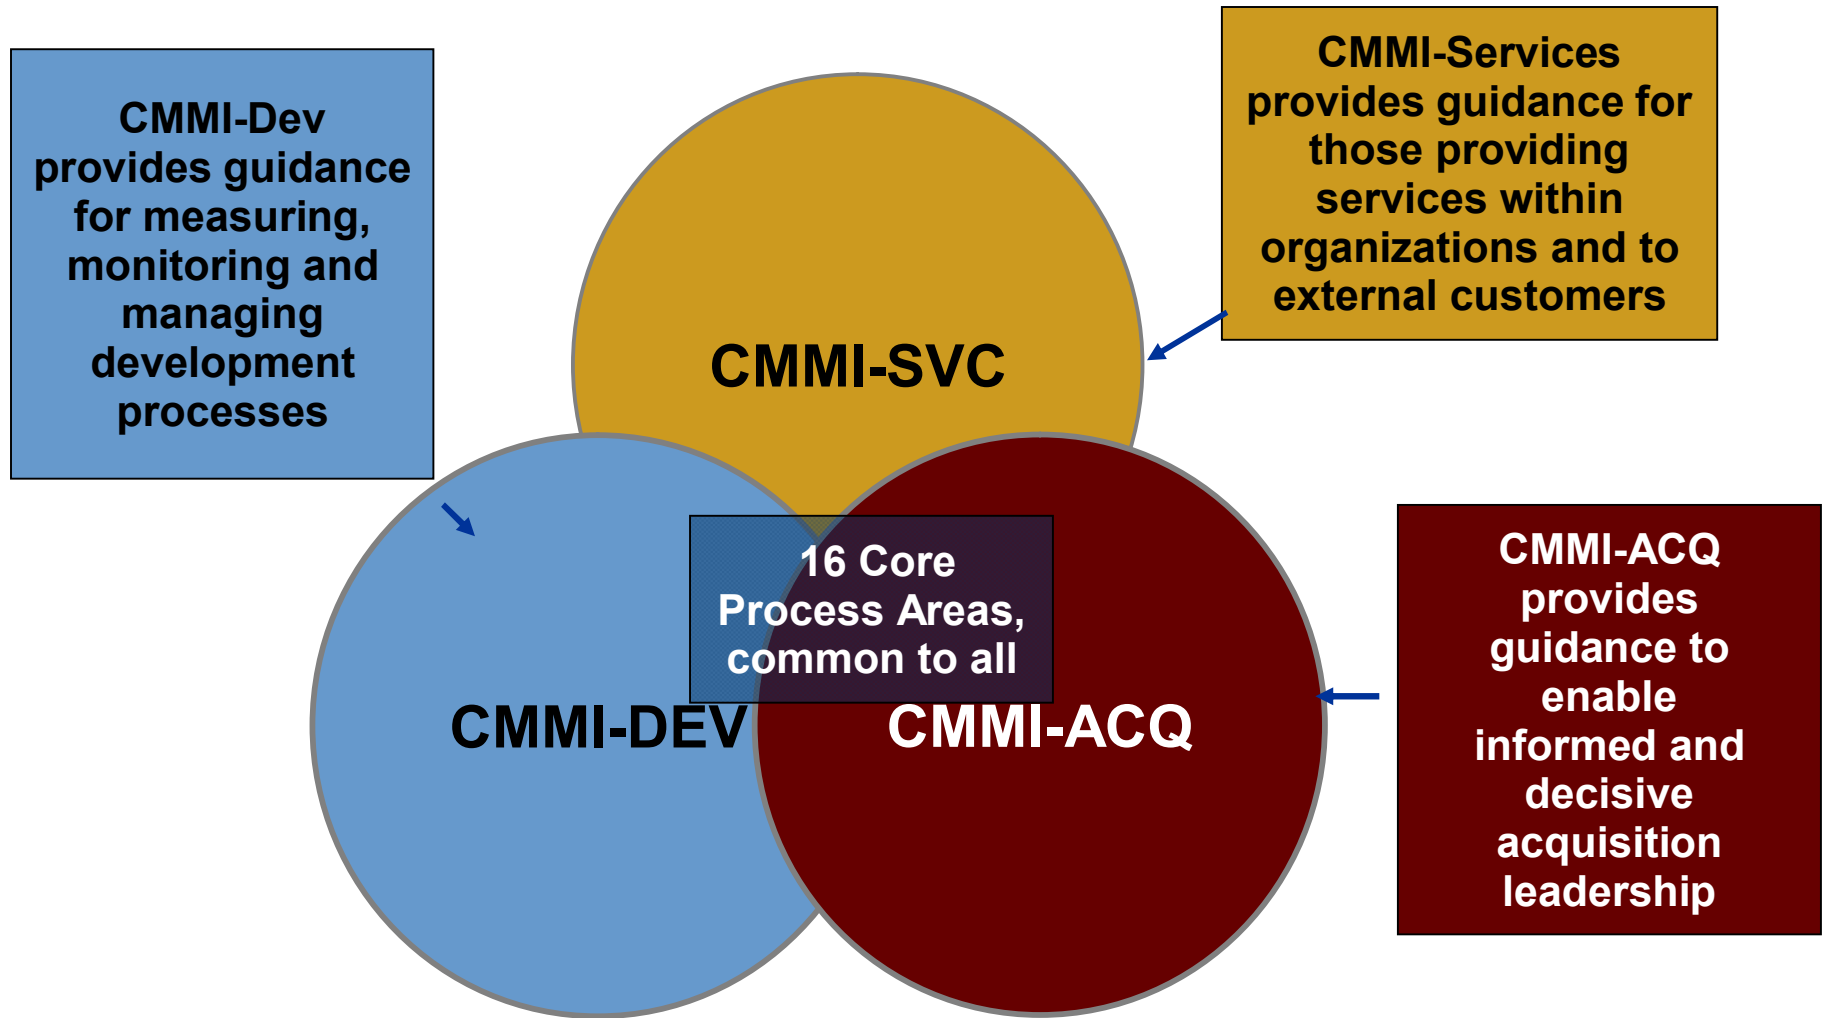 CMMI-Dev
provides guidance
for measuring,
monitoring and
managing
development
processes
CMMI-Services
provides guidance for
those providing
services within
organizations and to
external customers
CMMI-SVC
16 Core
Process Areas,
common to all
CMMI-DEV
CMMI-ACQ
CMMI-ACQ
provides
guidance to
enable
informed and
decisive
acquisition
leadership